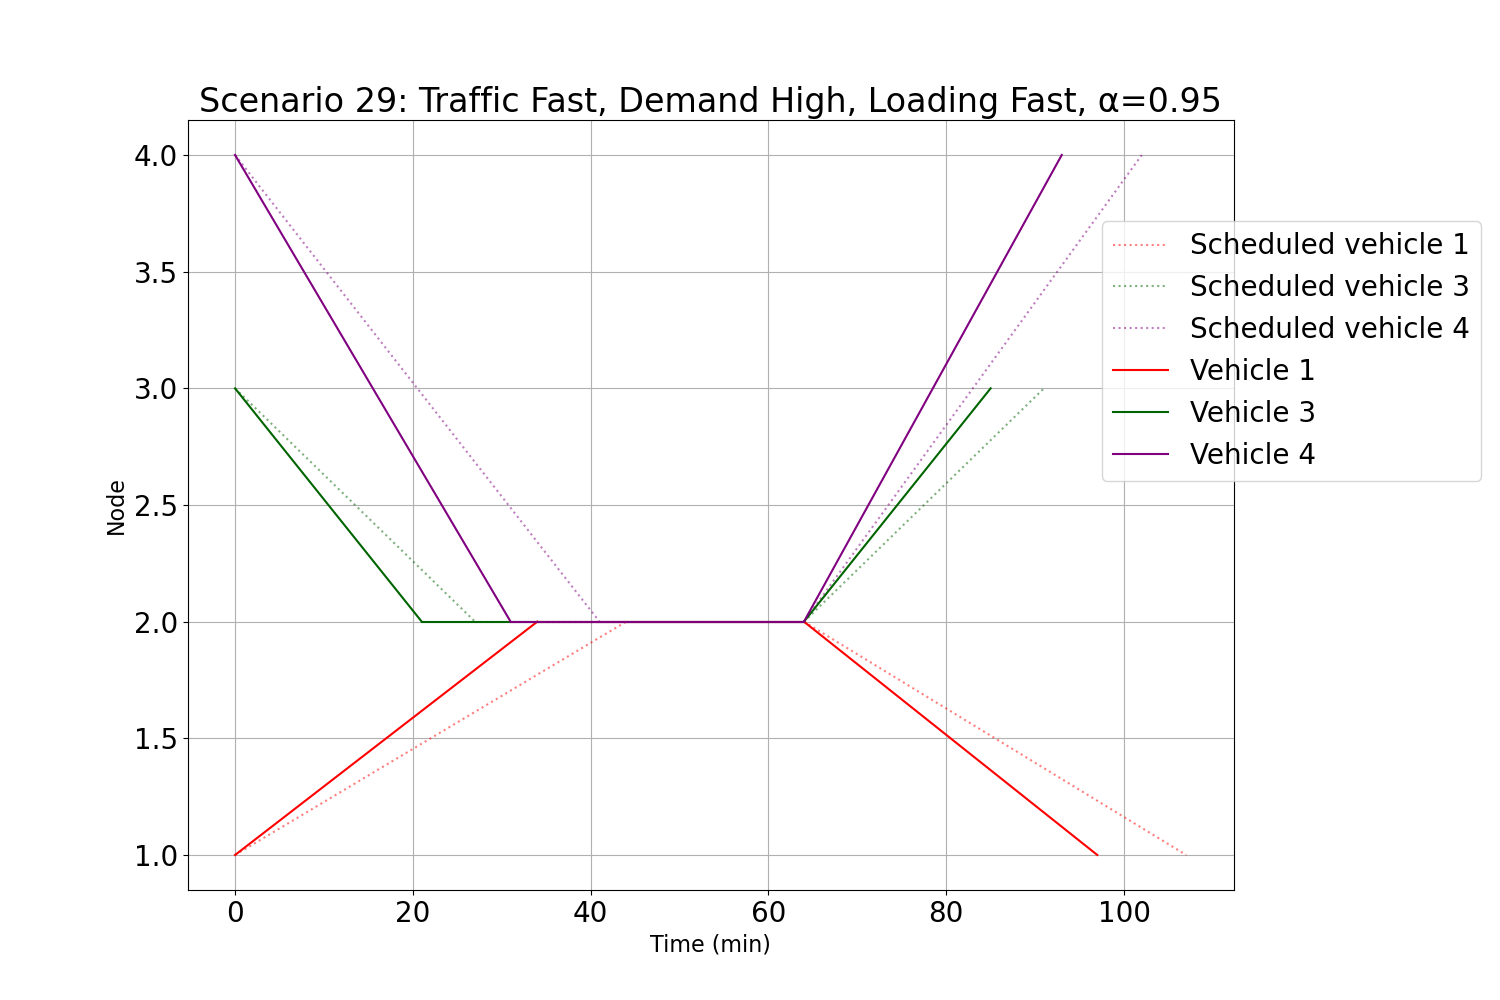 Scenario 29: Traffic Fast, Demand High, Loading Fast, α=0.95
4.0
3.5
3.0
2.5
2.0
1.5
1.0
Node
0 20 40 60 80 100
Time (min)
Scheduled vehicle 1
Scheduled vehicle 3
Scheduled vehicle 4
Vehicle 1
Vehicle 3
Vehicle 4